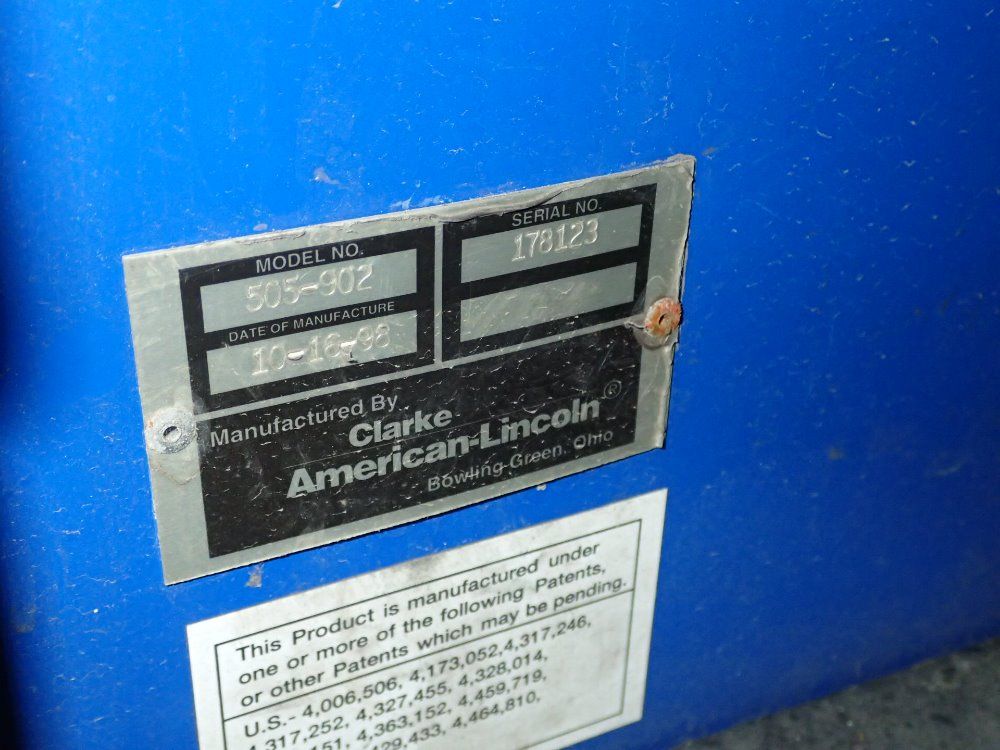 MODEL NO.
505-902
DATE OF MANUFACTURE
10-16-98
SERIAL NO.
178123
Manufactured By
Clarke
American-Lincoln®
Bowling Green, Ohio
This Product is manufactured under
one or more of the following Patents,
or other Patents which may be pending.
U.S.- 4,006,506, 4,173,052,4,317,246,
4,317,252, 4,327,455, 4,328,014,
4,363,152, 4,459,719,
4,464,810,